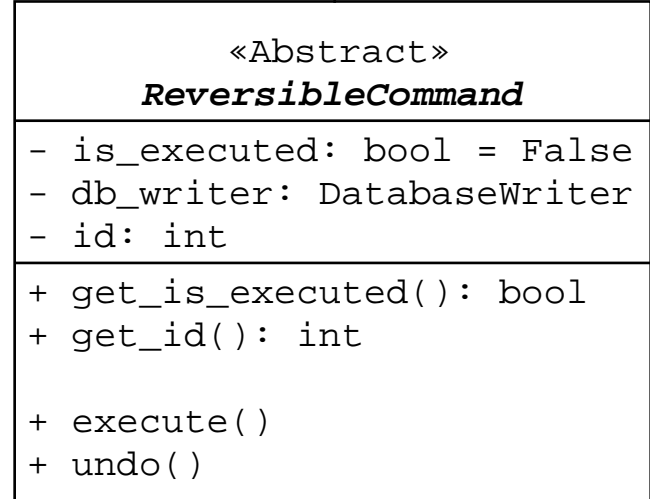 «Abstract»
ReversibleCommand
- is_executed: bool = False
- db_writer: DatabaseWriter
- id: int
+ get_is_executed(): bool
+ get_id(): int
+ execute()
+ undo()